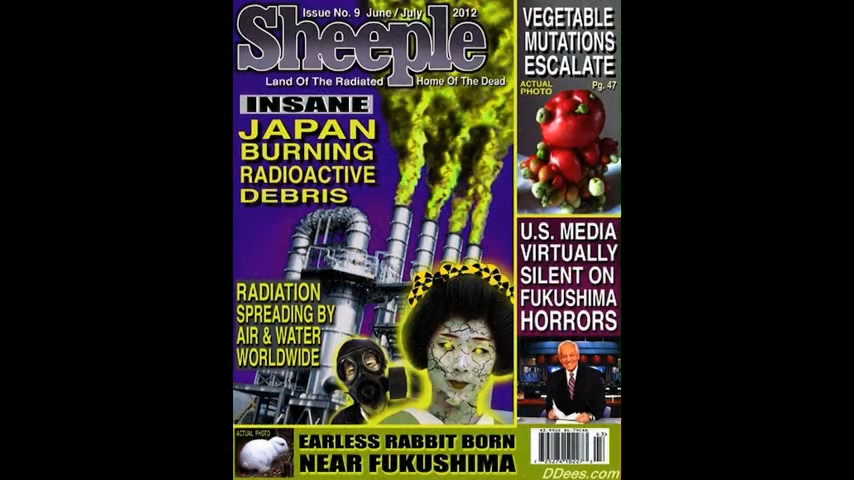 Issue No. 9 June / July 2012
Sheeple
Land Of The Radiated Home Of The Dead
INSANE
JAPAN
BURNING
RADIOACTIVE
DEBRIS
RADIATION
SPREADING BY
AIR & WATER
WORLDWIDE
VEGETABLE
MUTATIONS
ESCALATE
ACTUAL
PHOTO
Pg. 47
U.S. MEDIA
VIRTUALLY
SILENT ON
FUKUSHIMA
HORRORS
ACTUAL PHOTO
EARLESS RABBIT BORN
NEAR FUKUSHIMA
DDees.com